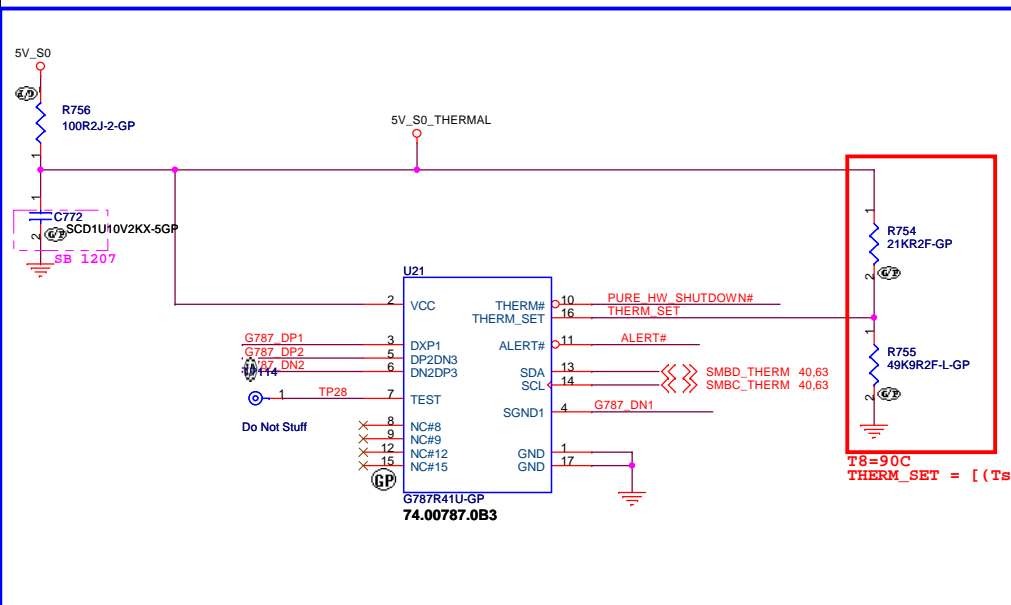 5V_S0
R756
100R2J-2-GP
2
1
5V_S0_THERMAL
1
C772
SCD1U10V2KX-5GP
2
SB 1207
1
R754
21KR2F-GP
2
1
R755
49K9R2F-L-GP
2
T8=90C
THERM_SET = [(Ts
U21
2
VCC
THERM#
10
PURE_HW_SHUTDOWN#
THERM_SET
16
THERM_SET
G787_DP1
3
DXP1
ALERT#
11
ALERT#
G787_DP2
5
DP2DN3
G787_DN2
6
DN2DP3
SDA
13
SMBD_THERM 40,63
SCL
14
SMBC_THERM 40,63
1
TP28
7
TEST
SGND1
4
G787_DN1
Do Not Stuff
8
NC#8
9
NC#9
12
NC#12
15
NC#15
GND
1
GND
17
GP
G787R41U-GP
74.00787.0B3